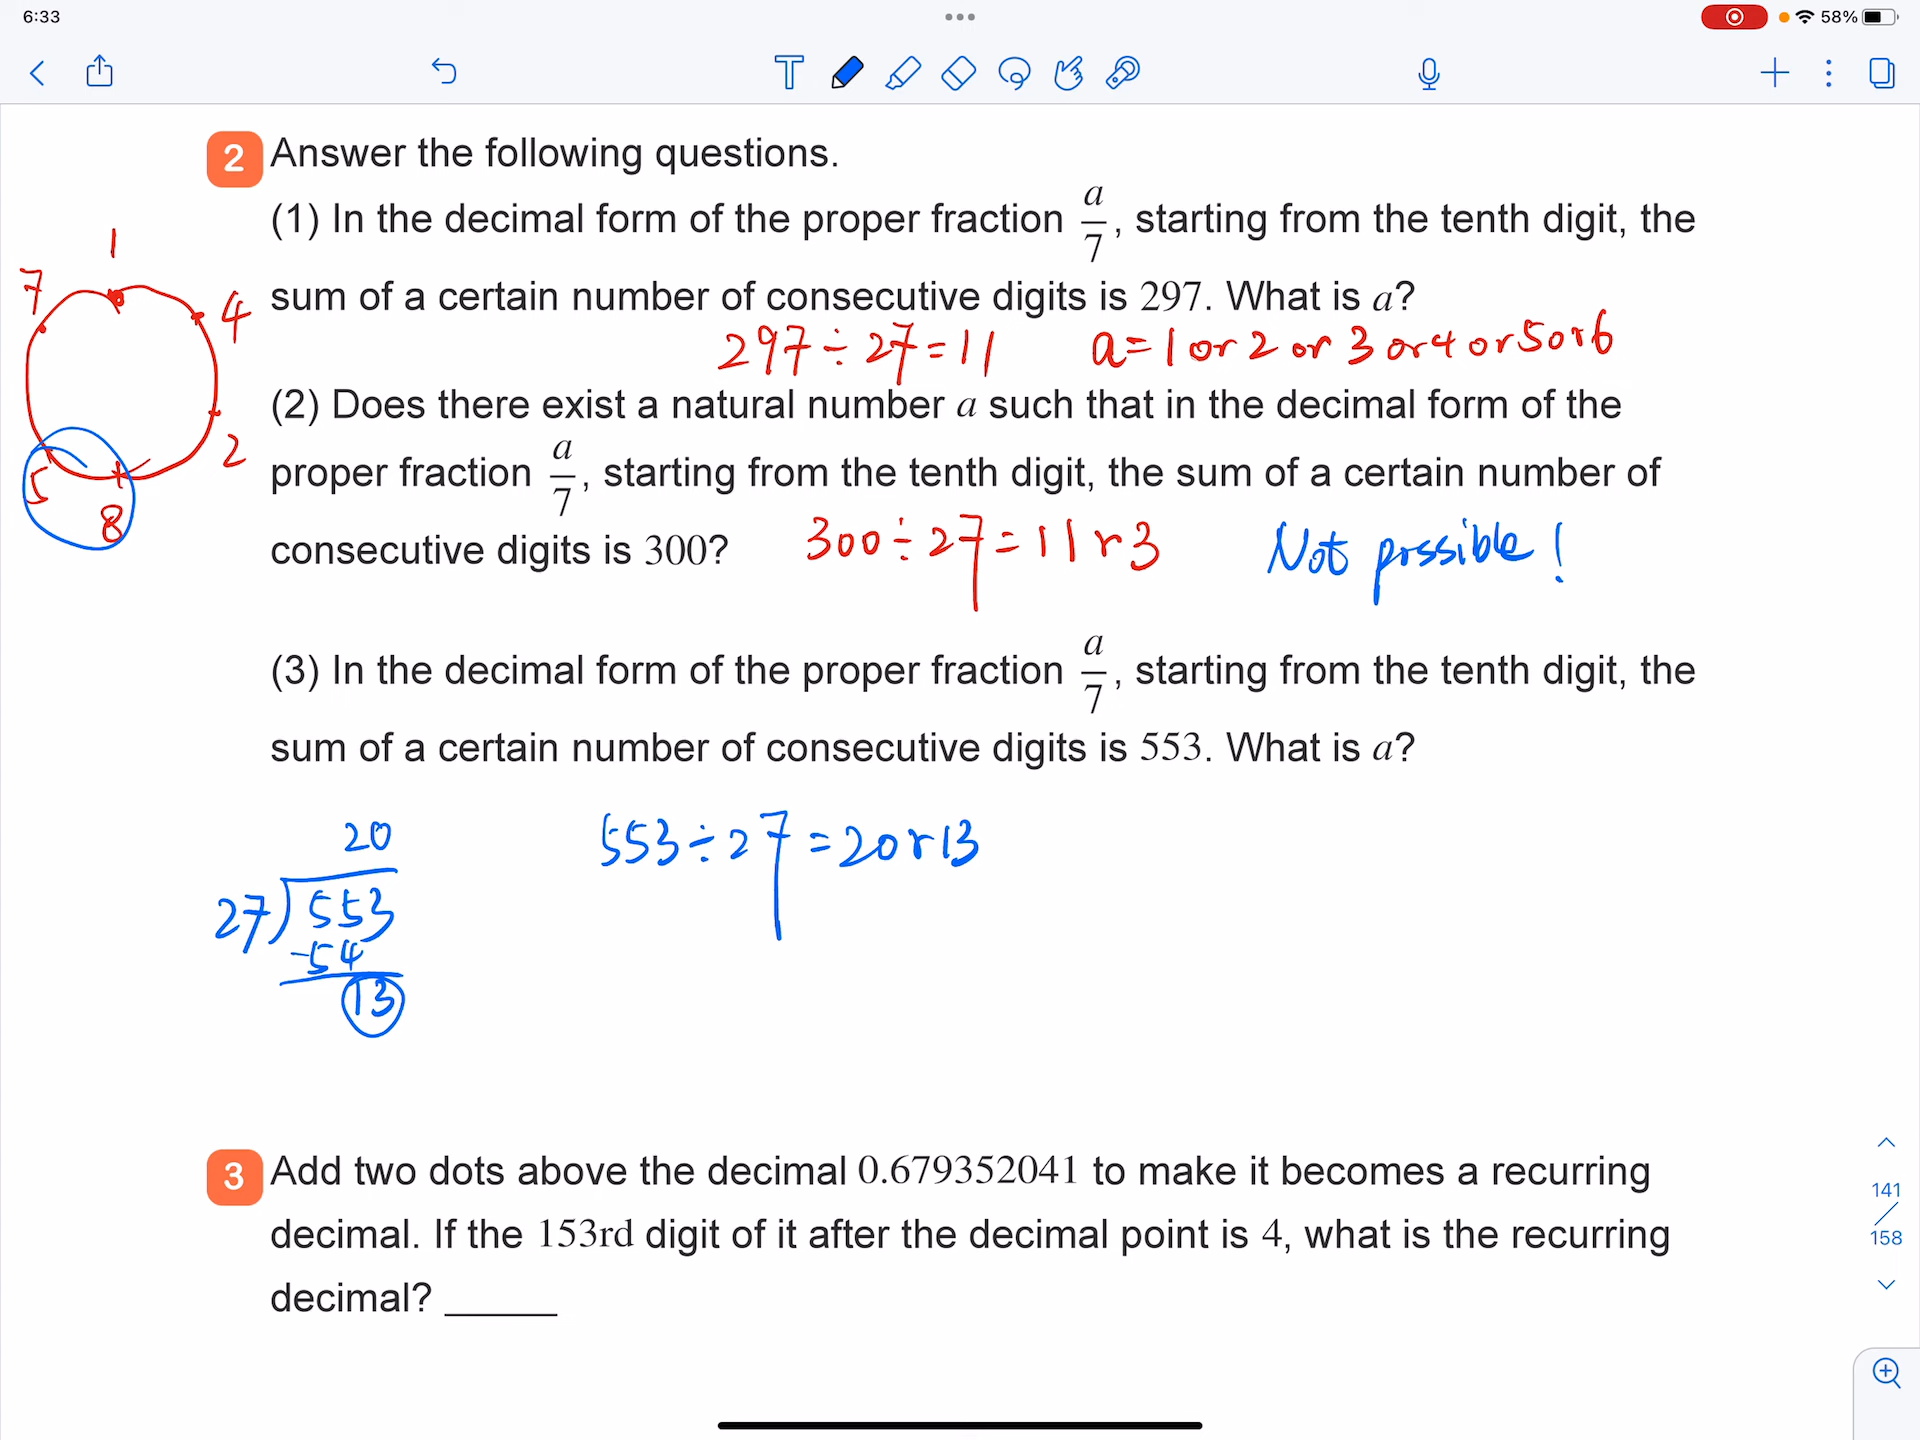 6:33
58%
2 Answer the following questions.
(1) In the decimal form of the proper fraction a/7, starting from the tenth digit, the
sum of a certain number of consecutive digits is 297. What is a?
297 ÷ 27 = 11 a = 1 or 2 or 3 or 4 or 5 or 6
1
7
4
2
5
8
(2) Does there exist a natural number a such that in the decimal form of the
proper fraction a/7, starting from the tenth digit, the sum of a certain number of
consecutive digits is 300? 300 ÷ 27 = 11 r 3 Not possible!
(3) In the decimal form of the proper fraction a/7, starting from the tenth digit, the
sum of a certain number of consecutive digits is 553. What is a?
20
27 553
-54
13
553 ÷ 27 = 20 r 13
3 Add two dots above the decimal 0.679352041 to make it becomes a recurring
decimal. If the 153rd digit of it after the decimal point is 4, what is the recurring
decimal? ______
141
/
158